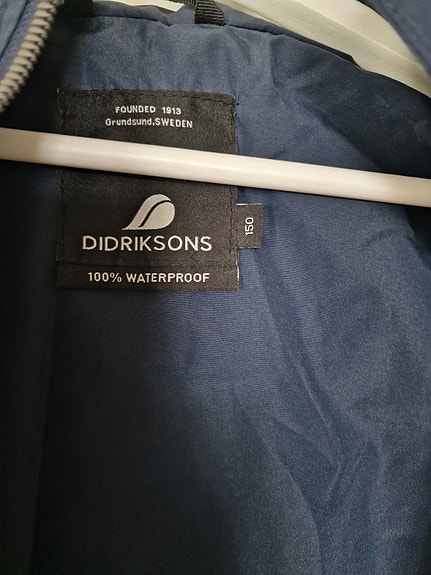 FOUNDED 1913
Grundsund,SWEDEN
DIDRIKSONS
150
100% WATERPROOF